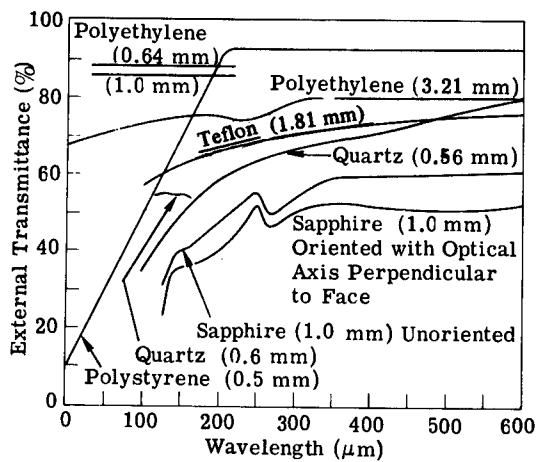 Polyethylene
(0.64 mm)
(1.0 mm)
Polyethylene (3.21 mm)
Teflon (1.81 mm)
Quartz (0.56 mm)
Sapphire (1.0 mm)
Oriented with Optical
Axis Perpendicular
to Face
Sapphire (1.0 mm) Unoriented
Quartz (0.6 mm)
Polystyrene (0.5 mm)
External Transmittance (%)
100
80
60
40
20
0
0 100 200 300 400 500 600
Wavelength (μm)